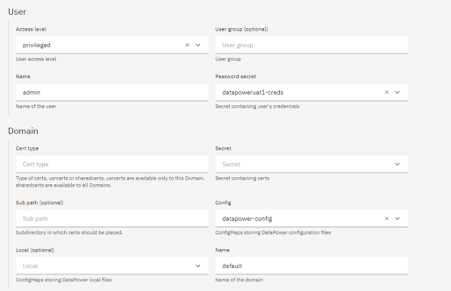 User
Access level
User group (optional)
privileged
User group
User access level
User group
Name
Password secret
admin
datapoweruat1-creds
Name of the user
Secret containing user's credentials
Domain
Cert type
Secret
Cert type
Secret
Type of certs, usrcerts or sharedcerts. usrcerts are available only to this Domain.
sharedcerts are available to all Domains.
Secret containing certs
Sub path (optional)
Config
Sub path
datapower-config
Subdirectory in which certs should be placed.
ConfigMaps storing DataPower configuration files
Local (optional)
Name
Local
default
ConfigMaps storing DataPower local files
Name of the domain